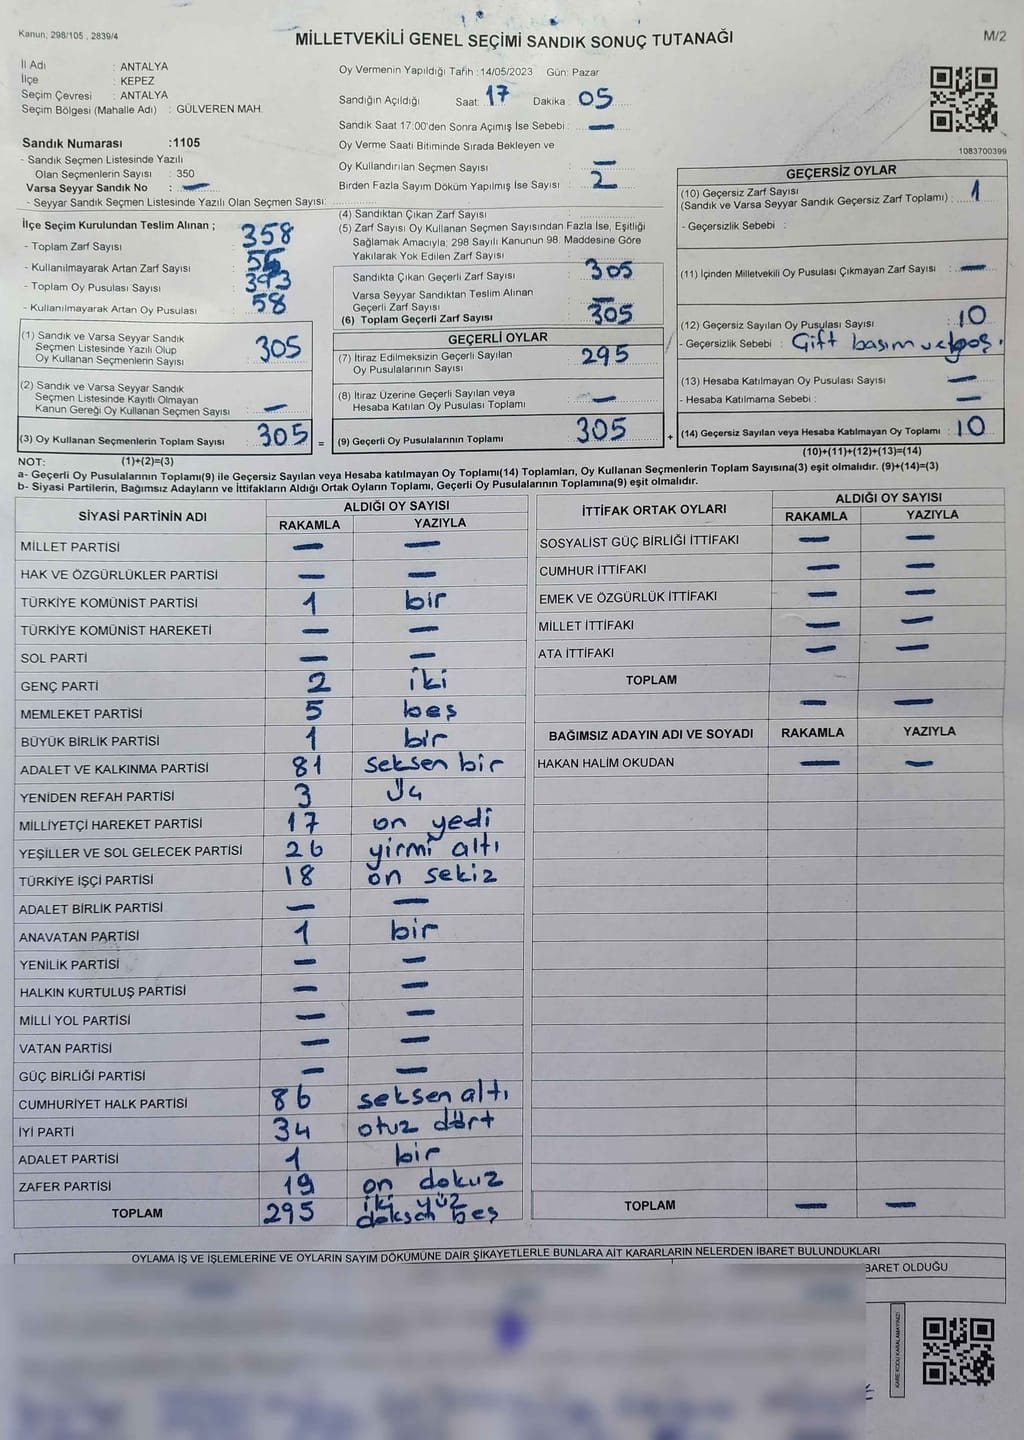 Kanun; 298/105 , 2839/4
MİLLETVEKİLİ GENEL SEÇİMİ SANDIK SONUÇ TUTANAĞI
M/2
İl Adı : ANTALYA
İlçe : KEPEZ
Seçim Çevresi : ANTALYA
Seçim Bölgesi (Mahalle Adı) : GÜLVEREN MAH.
Sandık Numarası :1105
- Sandık Seçmen Listesinde Yazılı
Olan Seçmenlerin Sayısı : 350
Varsa Seyyar Sandık No : —
- Seyyar Sandık Seçmen Listesinde Yazılı Olan Seçmen Sayısı:
Oy Vermenin Yapıldığı Tarih : 14/05/2023 Gün: Pazar
Sandığın Açıldığı Saat: 17 Dakika : 05
Sandık Saat 17:00'den Sonra Açımış İse Sebebi : —
Oy Verme Saati Bitiminde Sırada Bekleyen ve
Oy Kullandırılan Seçmen Sayısı : —
Birden Fazla Sayım Döküm Yapılmış İse Sayısı : 2
1083700399
İlçe Seçim Kurulundan Teslim Alınan ;
- Toplam Zarf Sayısı : 358
- Kullanılmayarak Artan Zarf Sayısı :
- Toplam Oy Pusulası Sayısı : 393
- Kullanılmayarak Artan Oy Pusulası : 58
(1) Sandık ve Varsa Seyyar Sandık
Seçmen Listesinde Yazılı Olup
Oy Kullanan Seçmenlerin Sayısı : 305
(2) Sandık ve Varsa Seyyar Sandık
Seçmen Listesinde Kayıtlı Olmayan
Kanun Gereği Oy Kullanan Seçmen Sayısı : —
(3) Oy Kullanan Seçmenlerin Toplam Sayısı : 305 =
(4) Sandıktan Çıkan Zarf Sayısı :
(5) Zarf Sayısı Oy Kullanan Seçmen Sayısından Fazla İse, Eşitliği
Sağlamak Amacıyla; 298 Sayılı Kanunun 98. Maddesine Göre
Yakılarak Yok Edilen Zarf Sayısı :
Sandıkta Çıkan Geçerli Zarf Sayısı : 305
Varsa Seyyar Sandıktan Teslim Alınan
Geçerli Zarf Sayısı : —
(6) Toplam Geçerli Zarf Sayısı : 305
GEÇERLİ OYLAR
(7) İtiraz Edilmeksizin Geçerli Sayılan
Oy Pusulalarının Sayısı : 295
(8) İtiraz Üzerine Geçerli Sayılan veya
Hesaba Katılan Oy Pusulası Toplamı : —
(9) Geçerli Oy Pusulalarının Toplamı : 305 +
GEÇERSİZ OYLAR
(10) Geçersiz Zarf Sayısı
(Sandık ve Varsa Seyyar Sandık Geçersiz Zarf Toplamı) : 1
- Geçersizlik Sebebi :
(11) İçinden Milletvekili Oy Pusulası Çıkmayan Zarf Sayısı : —
(12) Geçersiz Sayılan Oy Pusulası Sayısı : 10
- Geçersizlik Sebebi : Çift basım
(13) Hesaba Katılmayan Oy Pusulası Sayısı : —
- Hesaba Katılmama Sebebi : —
(14) Geçersiz Sayılan veya Hesaba Katılmayan Oy Toplamı : 10
NOT: (1)+(2)=(3)
(10)+(11)+(12)+(13)=(14)
a- Geçerli Oy Pusulalarının Toplamı(9) ile Geçersiz Sayılan veya Hesaba katılmayan Oy Toplamı(14) Toplamları, Oy Kullanan Seçmenlerin Toplam Sayısına(3) eşit olmalıdır. (9)+(14)=(3)
b- Siyasi Partilerin, Bağımsız Adayların ve İttifakların Aldığı Ortak Oyların Toplamı, Geçerli Oy Pusulalarının Toplamına(9) eşit olmalıdır.
SİYASİ PARTİNİN ADI
ALDIĞI OY SAYISI
RAKAMLA YAZIYLA
MİLLET PARTİSİ — —
HAK VE ÖZGÜRLÜKLER PARTİSİ — —
TÜRKİYE KOMÜNİST PARTİSİ 1 bir
TÜRKİYE KOMÜNİST HAREKETİ — —
SOL PARTİ — —
GENÇ PARTİ 2 iki
MEMLEKET PARTİSİ 5 beş
BÜYÜK BİRLİK PARTİSİ 1 bir
ADALET VE KALKINMA PARTİSİ 81 seksen bir
YENİDEN REFAH PARTİSİ 3 üç
MİLLİYETÇİ HAREKET PARTİSİ 17 on yedi
YEŞİLLER VE SOL GELECEK PARTİSİ 26 yirmi altı
TÜRKİYE İŞÇİ PARTİSİ 18 on sekiz
ADALET BİRLİK PARTİSİ — —
ANAVATAN PARTİSİ 1 bir
YENİLİK PARTİSİ — —
HALKIN KURTULUŞ PARTİSİ — —
MİLLİ YOL PARTİSİ — —
VATAN PARTİSİ — —
GÜÇ BİRLİĞİ PARTİSİ — —
CUMHURİYET HALK PARTİSİ 86 seksen altı
İYİ PARTİ 34 otuz dört
ADALET PARTİSİ 1 bir
ZAFER PARTİSİ 19 on dokuz
TOPLAM 295 iki yüz
doksan beş
İTTİFAK ORTAK OYLARI
ALDIĞI OY SAYISI
RAKAMLA YAZIYLA
SOSYALİST GÜÇ BİRLİĞİ İTTİFAKI — —
CUMHUR İTTİFAKI — —
EMEK VE ÖZGÜRLÜK İTTİFAKI — —
MİLLET İTTİFAKI — —
ATA İTTİFAKI — —
TOPLAM — —
BAĞIMSIZ ADAYIN ADI VE SOYADI RAKAMLA YAZIYLA
HAKAN HALİM OKUDAN — —
TOPLAM — —
OYLAMA İŞ VE İŞLEMLERİNE VE OYLARIN SAYIM DÖKÜMÜNE DAİR ŞİKAYETLERLE BUNLARA AİT KARARLARIN NELERDEN İBARET BULUNDUKLARI
BARET OLDUĞU
KARE KODU KARALAMAYINIZ!